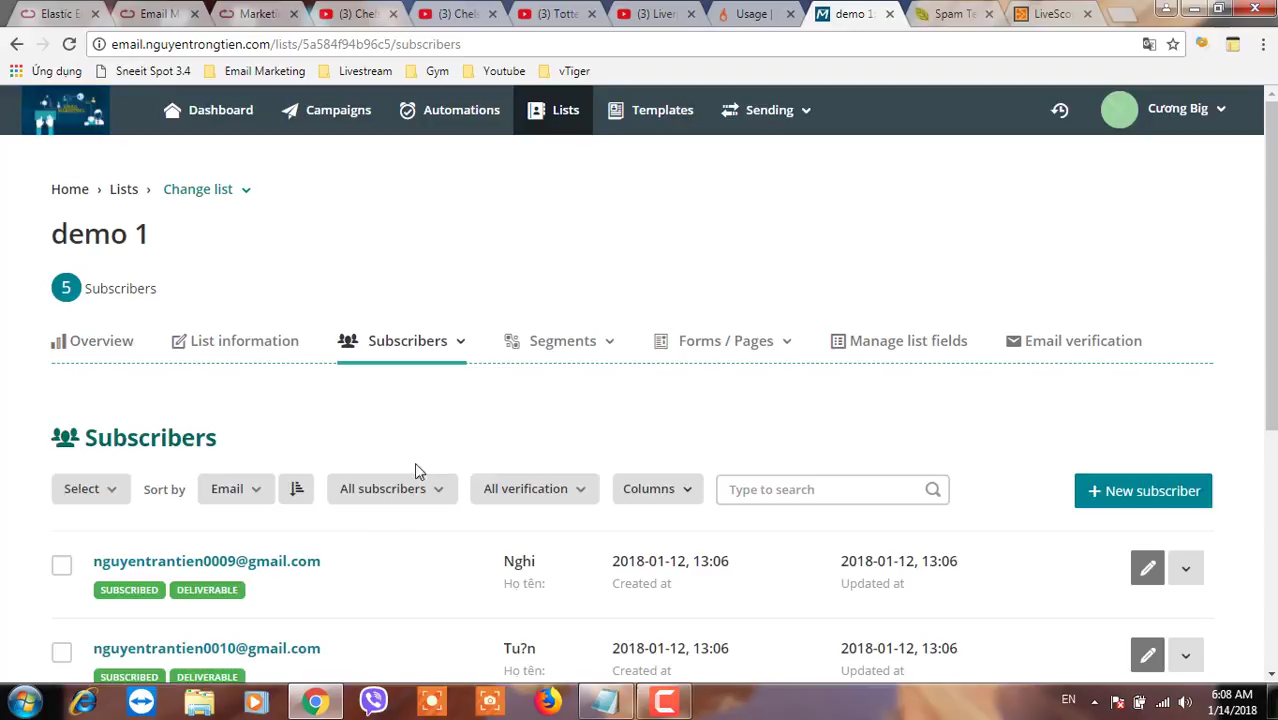 Elastic E
Email M
Marketi
(3) Chel
(3) Chel
(3) Totte
(3) Liver
Usage |
demo 1:
Spam Te
LiveSco
email.nguyentrongtien.com/lists/5a584f94b96c5/subscribers
Ứng dụng
Sneeit Spot 3.4
Email Marketing
Livestream
Gym
Youtube
vTiger
Dashboard
Campaigns
Automations
Lists
Templates
Sending
Cương Big
Home › Lists › Change list
demo 1
5 Subscribers
Overview
List information
Subscribers
Segments
Forms / Pages
Manage list fields
Email verification
Subscribers
Select
Sort by
Email
All subscribers
All verification
Columns
Type to search
+ New subscriber
nguyentrantien0009@gmail.com
Nghi
2018-01-12, 13:06
2018-01-12, 13:06
SUBSCRIBED
DELIVERABLE
Ho tên:
Created at
Updated at
nguyentrantien0010@gmail.com
Tu?n
2018-01-12, 13:06
2018-01-12, 13:06
SUBSCRIBED
DELIVERABLE
Ho tên:
Created at
Updated at
EN
6:08 AM
1/14/2018